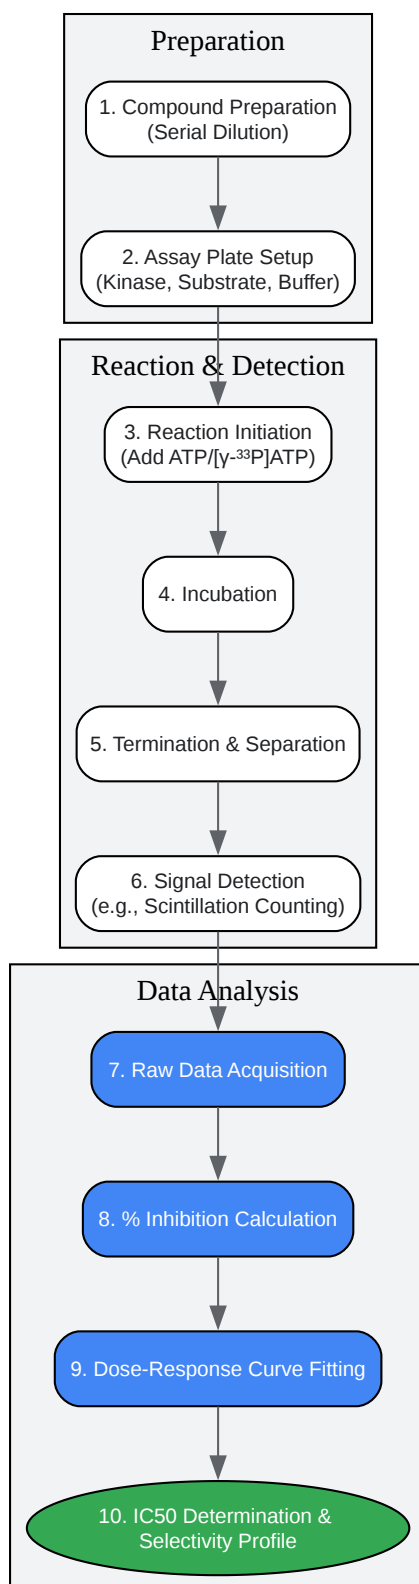 Preparation
1. Compound Preparation
(Serial Dilution)
2. Assay Plate Setup
(Kinase, Substrate, Buffer)
Reaction & Detection
3. Reaction Initiation
(Add ATP/[γ-³³P]ATP)
4. Incubation
5. Termination & Separation
6. Signal Detection
(e.g., Scintillation Counting)
Data Analysis
7. Raw Data Acquisition
8. % Inhibition Calculation
9. Dose-Response Curve Fitting
10. IC50 Determination &
Selectivity Profile